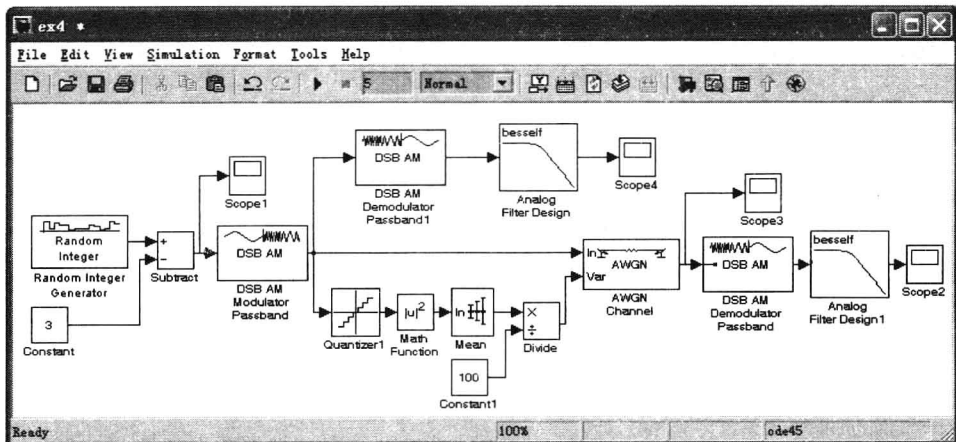 ex4 *
File Edit View Simulation Format Tools Help
5 Normal
DSB AM
DSB AM
Demodulator
Passband1
besself
Analog
Filter Design
Scope4
Scope1
Scope3
Random
Integer
Random Integer
Generator
+
−
Subtract
DSB AM
DSB AM
Modulator
Passband
In
Var
AWGN
AWGN
Channel
DSB AM
DSB AM
Demodulator
Passband
besself
Analog
Filter Design1
Scope2
3
Constant
Quantizer1
|u|²
Math
Function
In
Mean
×
÷
Divide
100
Constant1
Ready 100% ode45